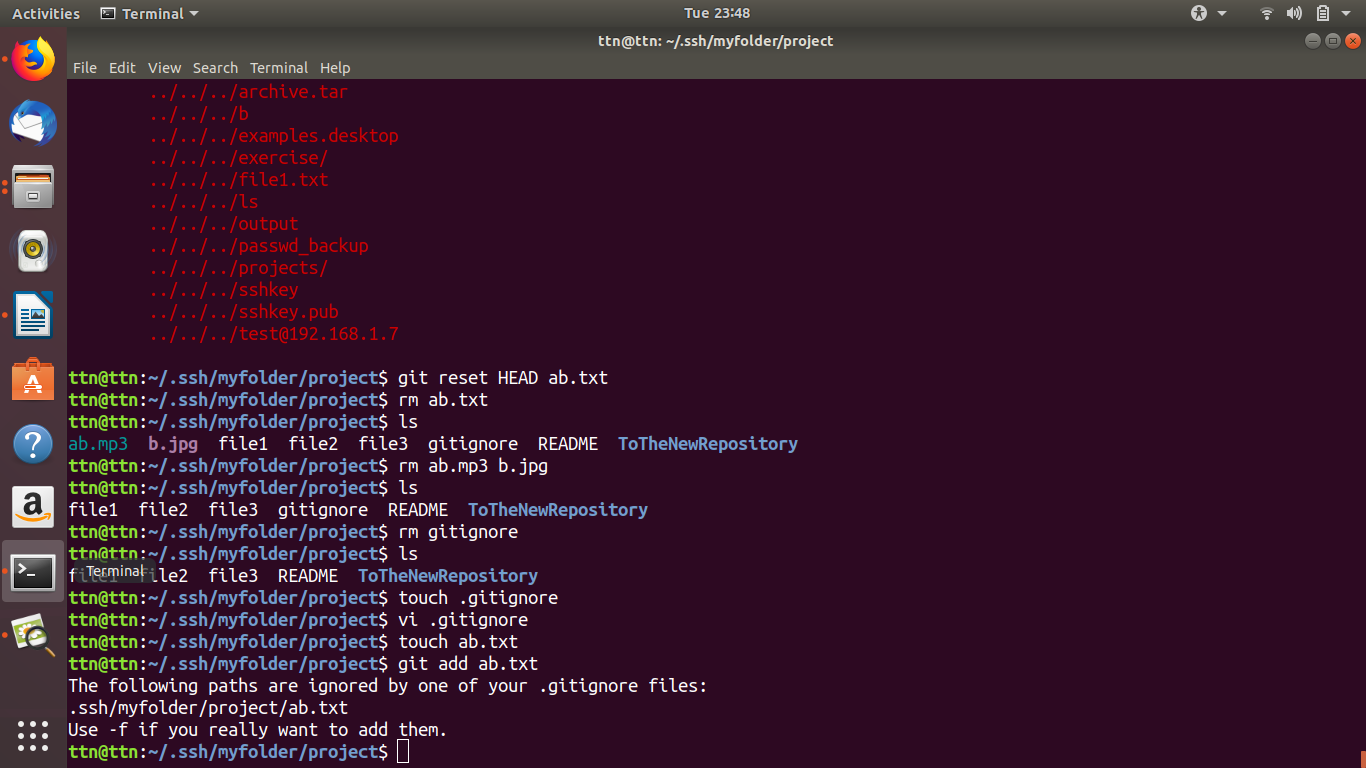 Activities Terminal Tue 23:48
ttn@ttn: ~/.ssh/myfolder/project
File Edit View Search Terminal Help
../../../archive.tar
../../../b
../../../examples.desktop
../../../exercise/
../../../file1.txt
../../../ls
../../../output
../../../passwd_backup
../../../projects/
../../../sshkey
../../../sshkey.pub
../../../test@192.168.1.7
ttn@ttn:~/.ssh/myfolder/project$ git reset HEAD ab.txt
ttn@ttn:~/.ssh/myfolder/project$ rm ab.txt
ttn@ttn:~/.ssh/myfolder/project$ ls
ab.mp3 b.jpg file1 file2 file3 gitignore README ToTheNewRepository
ttn@ttn:~/.ssh/myfolder/project$ rm ab.mp3 b.jpg
ttn@ttn:~/.ssh/myfolder/project$ ls
file1 file2 file3 gitignore README ToTheNewRepository
ttn@ttn:~/.ssh/myfolder/project$ rm gitignore
ttn@ttn:~/.ssh/myfolder/project$ ls
file1 file2 file3 README ToTheNewRepository
Terminal
ttn@ttn:~/.ssh/myfolder/project$ touch .gitignore
ttn@ttn:~/.ssh/myfolder/project$ vi .gitignore
ttn@ttn:~/.ssh/myfolder/project$ touch ab.txt
ttn@ttn:~/.ssh/myfolder/project$ git add ab.txt
The following paths are ignored by one of your .gitignore files:
.ssh/myfolder/project/ab.txt
Use -f if you really want to add them.
ttn@ttn:~/.ssh/myfolder/project$